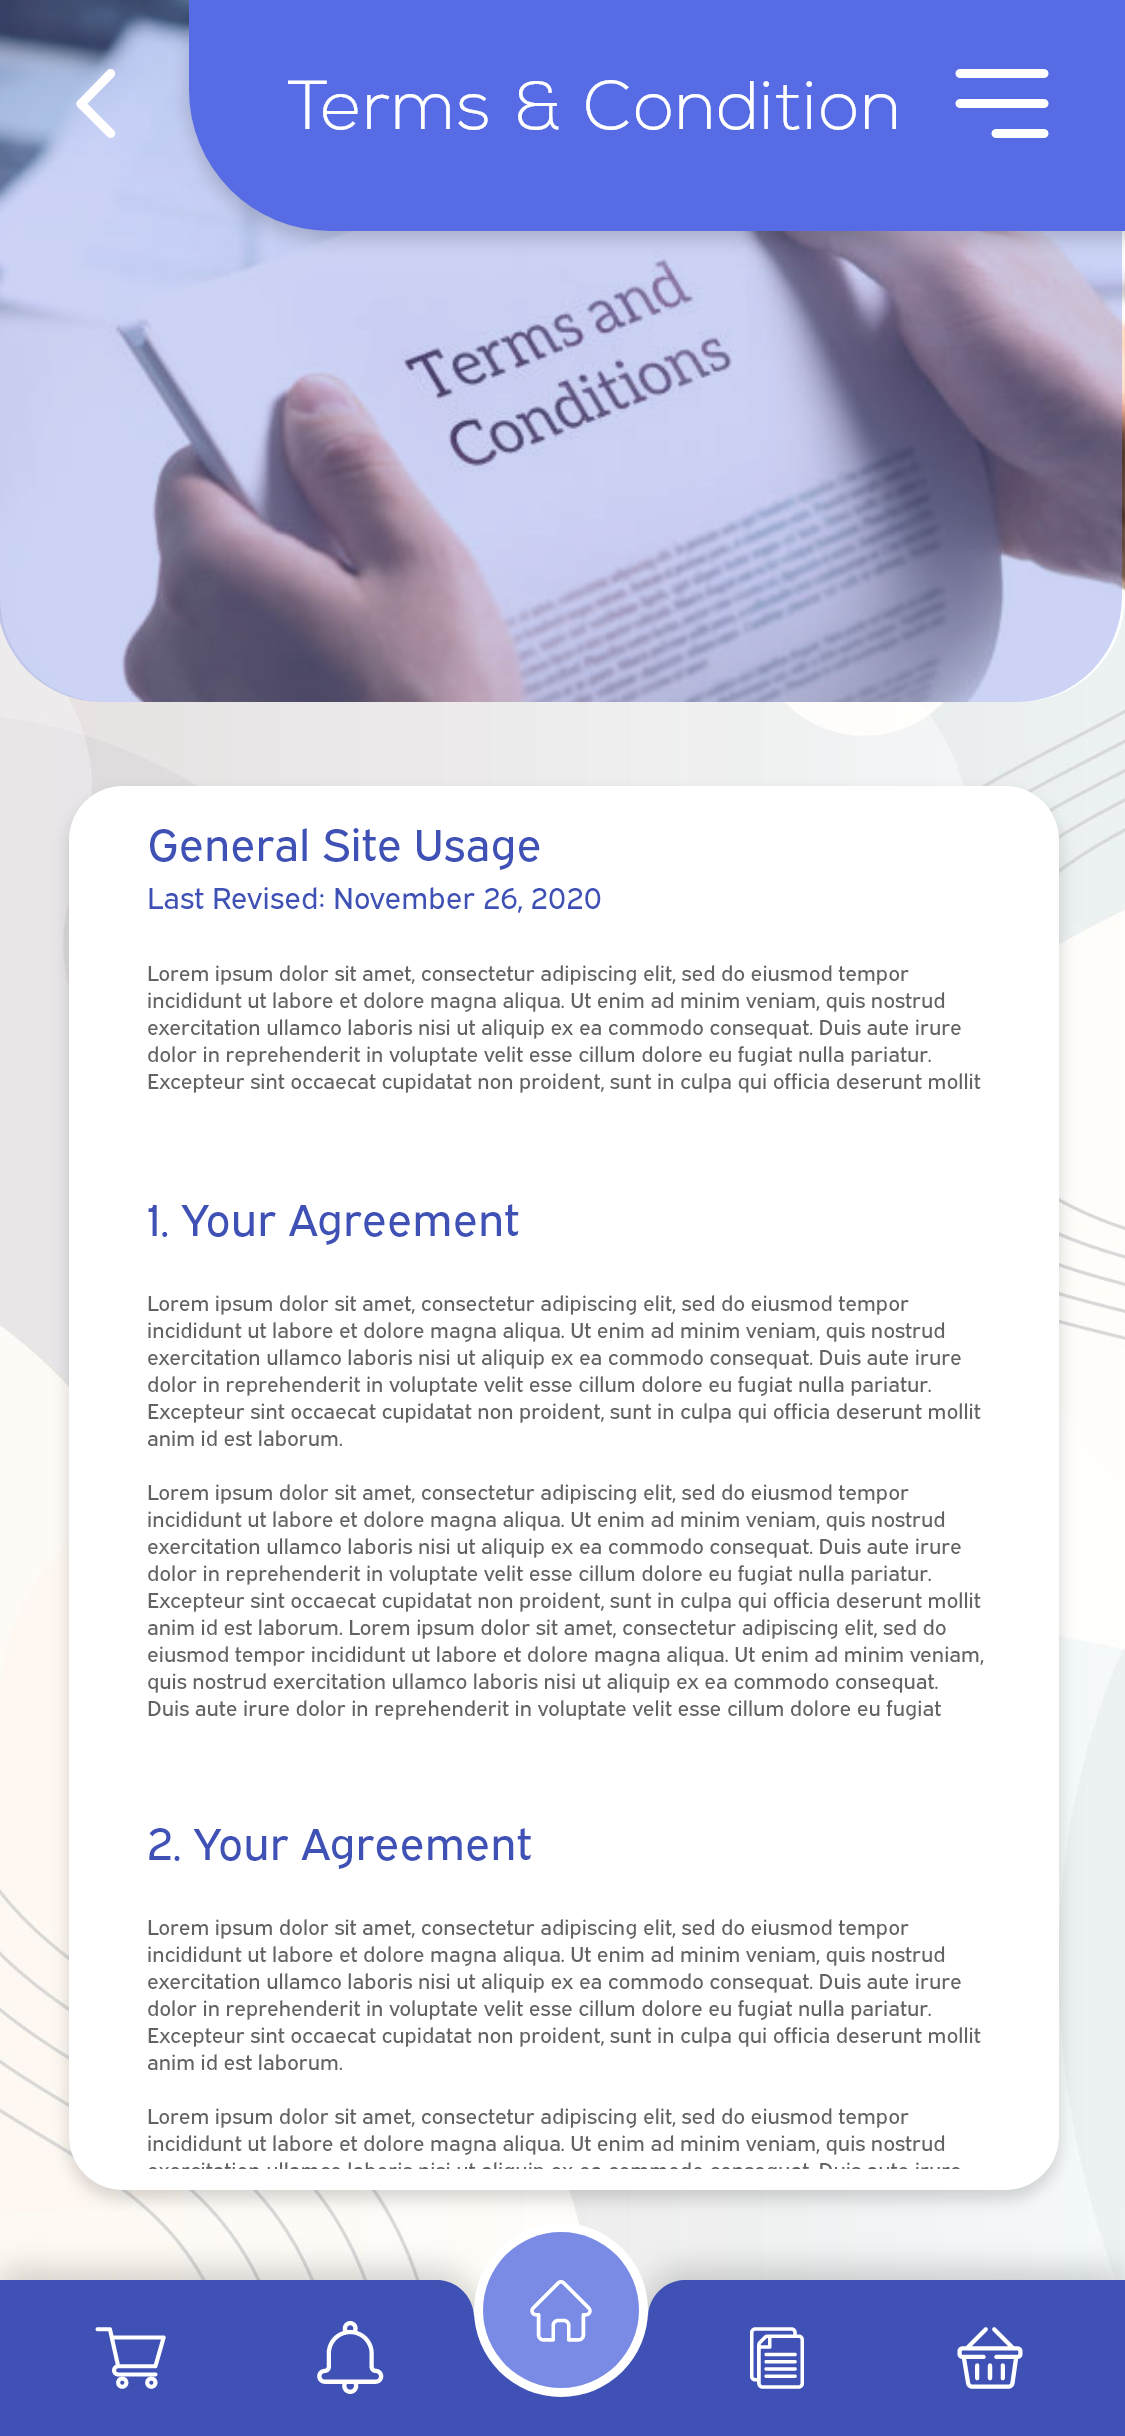 Terms & Condition
Terms and
Conditions
General Site Usage
Last Revised: November 26, 2020
Lorem ipsum dolor sit amet, consectetur adipiscing elit, sed do eiusmod tempor
incididunt ut labore et dolore magna aliqua. Ut enim ad minim veniam, quis nostrud
exercitation ullamco laboris nisi ut aliquip ex ea commodo consequat. Duis aute irure
dolor in reprehenderit in voluptate velit esse cillum dolore eu fugiat nulla pariatur.
Excepteur sint occaecat cupidatat non proident, sunt in culpa qui officia deserunt mollit
1. Your Agreement
Lorem ipsum dolor sit amet, consectetur adipiscing elit, sed do eiusmod tempor
incididunt ut labore et dolore magna aliqua. Ut enim ad minim veniam, quis nostrud
exercitation ullamco laboris nisi ut aliquip ex ea commodo consequat. Duis aute irure
dolor in reprehenderit in voluptate velit esse cillum dolore eu fugiat nulla pariatur.
Excepteur sint occaecat cupidatat non proident, sunt in culpa qui officia deserunt mollit
anim id est laborum.
Lorem ipsum dolor sit amet, consectetur adipiscing elit, sed do eiusmod tempor
incididunt ut labore et dolore magna aliqua. Ut enim ad minim veniam, quis nostrud
exercitation ullamco laboris nisi ut aliquip ex ea commodo consequat. Duis aute irure
dolor in reprehenderit in voluptate velit esse cillum dolore eu fugiat nulla pariatur.
Excepteur sint occaecat cupidatat non proident, sunt in culpa qui officia deserunt mollit
anim id est laborum. Lorem ipsum dolor sit amet, consectetur adipiscing elit, sed do
eiusmod tempor incididunt ut labore et dolore magna aliqua. Ut enim ad minim veniam,
quis nostrud exercitation ullamco laboris nisi ut aliquip ex ea commodo consequat.
Duis aute irure dolor in reprehenderit in voluptate velit esse cillum dolore eu fugiat
2. Your Agreement
Lorem ipsum dolor sit amet, consectetur adipiscing elit, sed do eiusmod tempor
incididunt ut labore et dolore magna aliqua. Ut enim ad minim veniam, quis nostrud
exercitation ullamco laboris nisi ut aliquip ex ea commodo consequat. Duis aute irure
dolor in reprehenderit in voluptate velit esse cillum dolore eu fugiat nulla pariatur.
Excepteur sint occaecat cupidatat non proident, sunt in culpa qui officia deserunt mollit
anim id est laborum.
Lorem ipsum dolor sit amet, consectetur adipiscing elit, sed do eiusmod tempor
incididunt ut labore et dolore magna aliqua. Ut enim ad minim veniam, quis nostrud